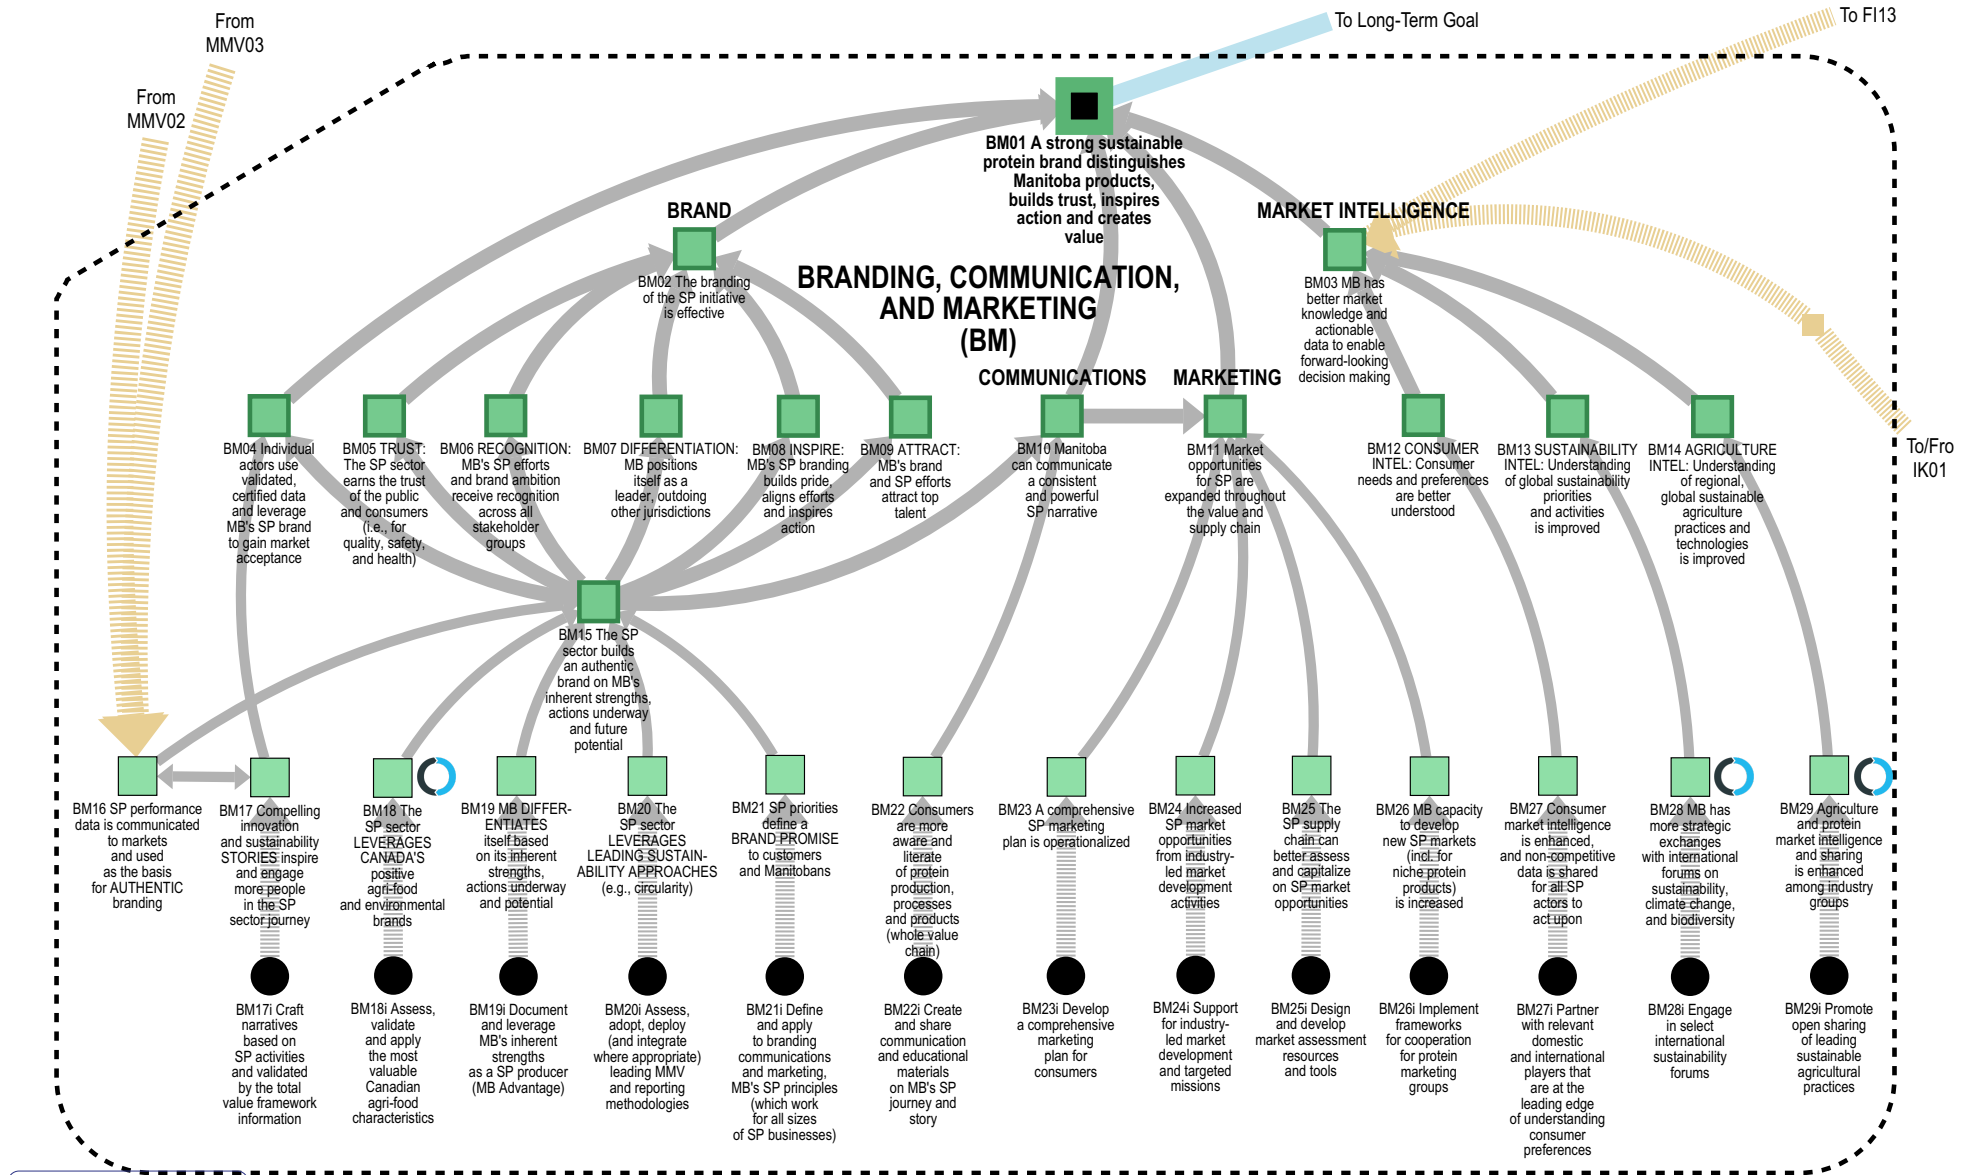 From
MMV03
To Long-Term Goal
To FI13
From
MMV02
BM01 A strong sustainable
protein brand distinguishes
Manitoba products,
builds trust, inspires
action and creates
value
BRAND
MARKET INTELLIGENCE
BM02 The branding
of the SP initiative
is effective
BRANDING, COMMUNICATION,
AND MARKETING
(BM)
BM03 MB has
better market
knowledge and
actionable
data to enable
forward-looking
decision making
COMMUNICATIONS
MARKETING
To/Fro
IK01
BM04 Individual
actors use
validated,
certified data
and leverage
MB's SP brand
to gain market
acceptance
BM05 TRUST:
The SP sector
earns the trust
of the public
and consumers
(i.e., for
quality, safety,
and health)
BM06 RECOGNITION:
MB's SP efforts
and brand ambition
receive recognition
across all
stakeholder
groups
BM07 DIFFERENTIATION:
MB positions
itself as a
leader, outdoing
other jurisdictions
BM08 INSPIRE:
MB's SP branding
builds pride,
aligns efforts
and inspires
action
BM09 ATTRACT:
MB's brand
and SP efforts
attract top
talent
BM10 Manitoba
can communicate
a consistent
and powerful
SP narrative
BM11 Market
opportunities
for SP are
expanded throughout
the value and
supply chain
BM12 CONSUMER
INTEL: Consumer
needs and preferences
are better
understood
BM13 SUSTAINABILITY
INTEL: Understanding
of global sustainability
priorities
and activities
is improved
BM14 AGRICULTURE
INTEL: Understanding
of regional,
global sustainable
agriculture
practices and
technologies
is improved
BM15 The SP
sector builds
an authentic
brand on MB's
inherent strengths,
actions underway
and future
potential
BM16 SP performance
data is communicated
to markets
and used
as the basis
for AUTHENTIC
branding
BM17 Compelling
innovation
and sustainability
STORIES inspire
and engage
more people
in the SP
sector journey
BM18 The
SP sector
LEVERAGES
CANADA'S
positive
agri-food
and environmental
brands
BM19 MB DIFFER-
ENTIATES
itself based
on its inherent
strengths,
actions underway
and potential
BM20 The
SP sector
LEVERAGES
LEADING SUSTAIN-
ABILITY APPROACHES
(e.g., circularity)
BM21 SP priorities
define a
BRAND PROMISE
to customers
and Manitobans
BM22 Consumers
are more
aware and
literate
of protein
production,
processes
and products
(whole value
chain)
BM23 A comprehensive
SP marketing
plan is operationalized
BM24 Increased
SP market
opportunities
from industry-
led market
development
activities
BM25 The
SP supply
chain can
better assess
and capitalize
on SP market
opportunities
BM26 MB capacity
to develop
new SP markets
(incl. for
niche protein
products)
is increased
BM27 Consumer
market intelligence
is enhanced,
and non-competitive
data is shared
for all SP
actors to
act upon
BM28 MB has
more strategic
exchanges
with international
forums on
sustainability,
climate change,
and biodiversity
BM29 Agriculture
and protein
market intelligence
and sharing
is enhanced
among industry
groups
BM17i Craft
narratives
based on
SP activities
and validated
by the total
value framework
information
BM18i Assess,
validate
and apply
the most
valuable
Canadian
agri-food
characteristics
BM19i Document
and leverage
MB's inherent
strengths
as a SP producer
(MB Advantage)
BM20i Assess,
adopt, deploy
(and integrate
where appropriate)
leading MMV
and reporting
methodologies
BM21i Define
and apply
to branding
communications
and marketing,
MB's SP principles
(which work
for all sizes
of SP businesses)
BM22i Create
and share
communication
and educational
materials
on MB's SP
journey and
story
BM23i Develop
a comprehensive
marketing
plan for
consumers
BM24i Support
for industry-
led market
development
and targeted
missions
BM25i Design
and develop
market assessment
resources
and tools
BM26i Implement
frameworks
for cooperation
for protein
marketing
groups
BM27i Partner
with relevant
domestic
and international
players that
are at the
leading edge
of understanding
consumer
preferences
BM28i Engage
in select
international
sustainability
forums
BM29i Promote
open sharing
of leading
sustainable
agricultural
practices